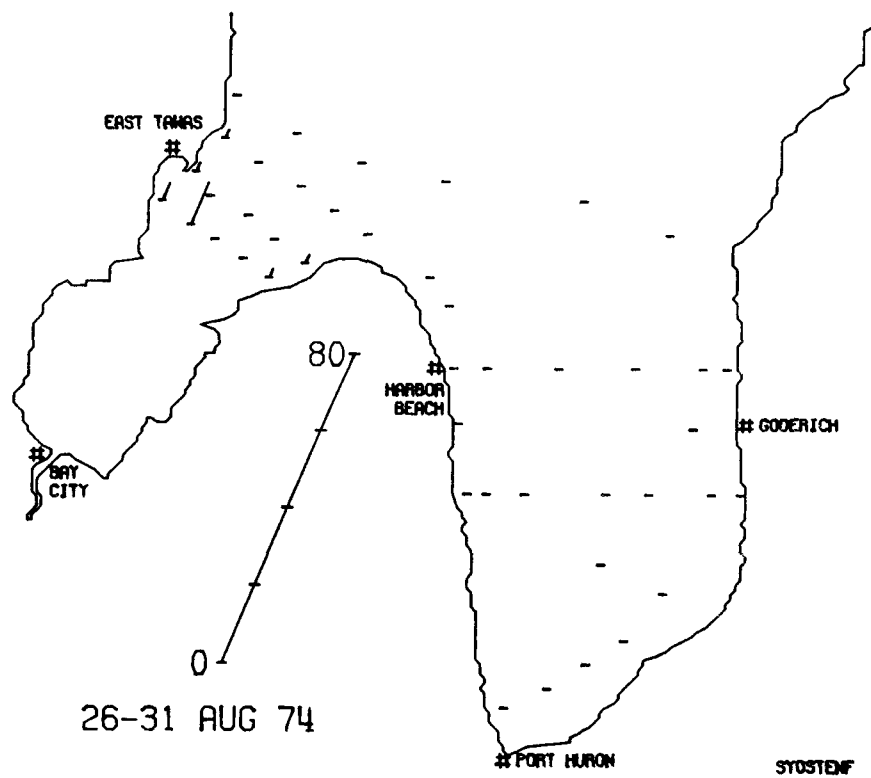 EAST TAWAS
80
HARBOR
BEACH
GODERICH
BAY
CITY
0
26-31 AUG 74
PORT HURON
SYOSTENF